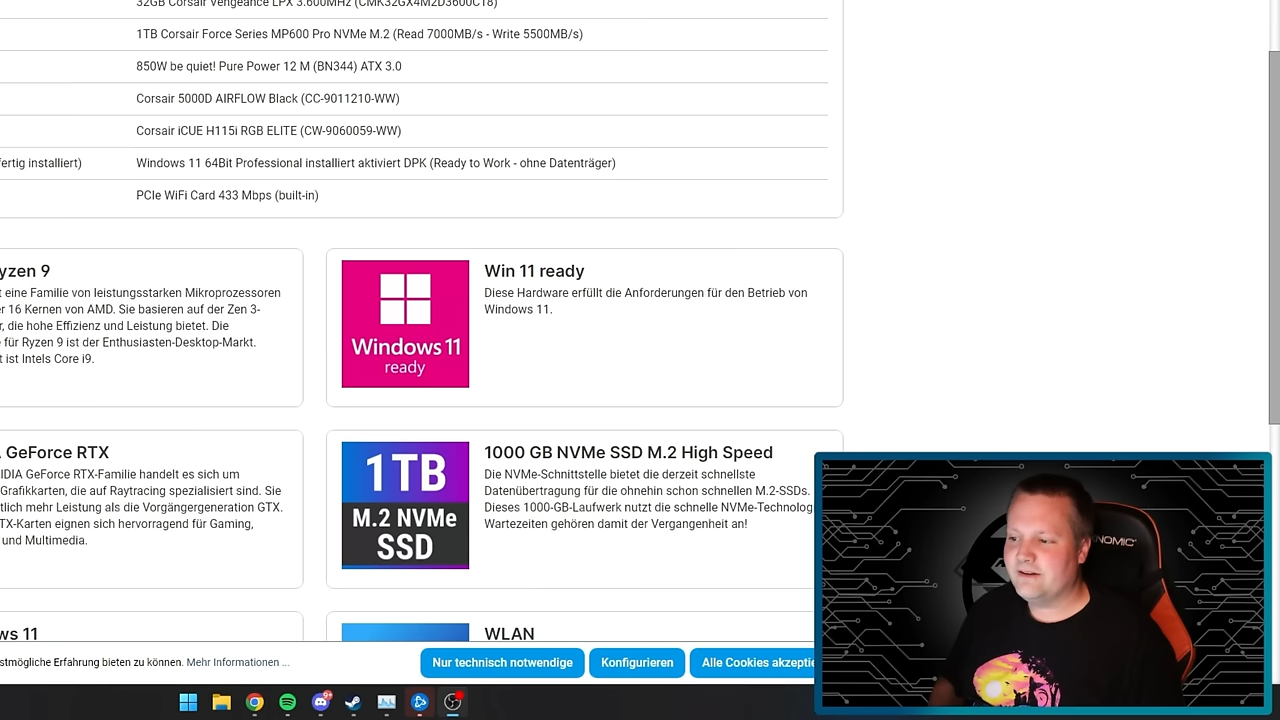 32GB Corsair Vengeance LPX 3.600MHz (CMK32GX4M2D3600C18)
1TB Corsair Force Series MP600 Pro NVMe M.2 (Read 7000MB/s - Write 5500MB/s)
850W be quiet! Pure Power 12 M (BN344) ATX 3.0
Corsair 5000D AIRFLOW Black (CC-9011210-WW)
Corsair iCUE H115i RGB ELITE (CW-9060059-WW)
fertig installiert) Windows 11 64Bit Professional installiert aktiviert DPK (Ready to Work - ohne Datenträger)
PCIe WiFi Card 433 Mbps (built-in)
yzen 9
t eine Familie von leistungsstarken Mikroprozessoren
r 16 Kernen von AMD. Sie basieren auf der Zen 3-
r, die hohe Effizienz und Leistung bietet. Die
e für Ryzen 9 ist der Enthusiasten-Desktop-Markt.
t ist Intels Core i9.
Windows 11
ready
Win 11 ready
Diese Hardware erfüllt die Anforderungen für den Betrieb von
Windows 11.
GeForce RTX
IDIA GeForce RTX-Familie handelt es sich um
Grafikkarten, die auf Raytracing spezialisiert sind. Sie
tlich mehr Leistung als die Vorgängergeneration GTX.
TX-Karten eignen sich hervorragend für Gaming,
und Multimedia.
1TB
M.2 NVMe
SSD
1000 GB NVMe SSD M.2 High Speed
Die NVMe-Schnittstelle bietet die derzeit schnellste
Datenübertragung für die ohnehin schon schnellen M.2-SSDs.
Dieses 1000-GB-Laufwerk nutzt die schnelle NVMe-Technolog
Wartezeiten gehören damit der Vergangenheit an!
ws 11
WLAN
stmögliche Erfahrung bieten zu können. Mehr Informationen ...
Nur technisch notwendige
Konfigurieren
Alle Cookies akzeptie
NOMIC